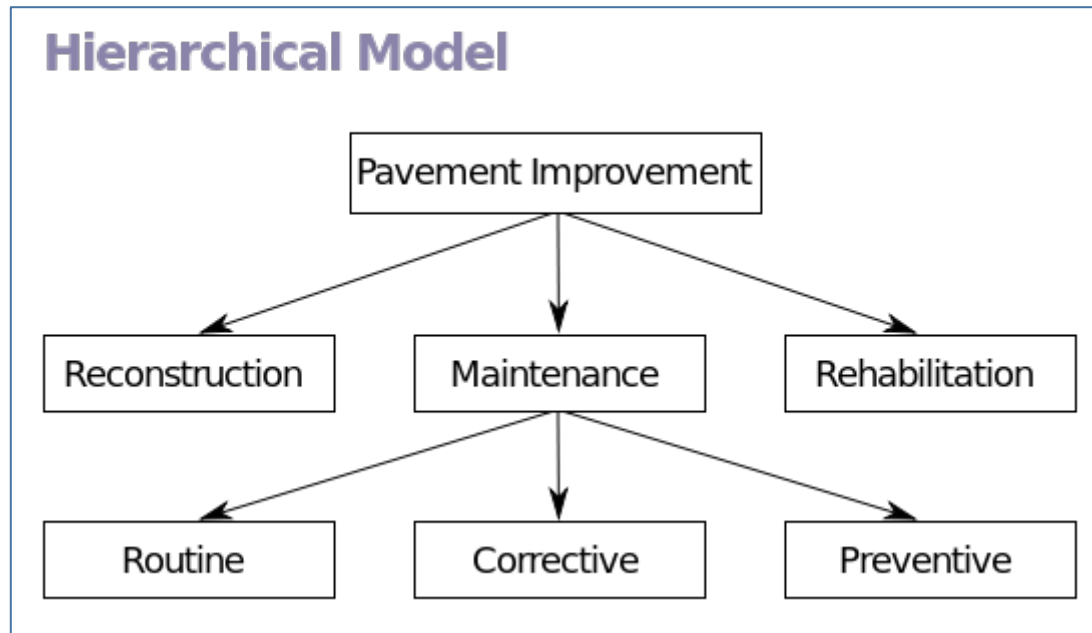 Hierarchical Model
Pavement Improvement
Reconstruction
Maintenance
Rehabilitation
Routine
Corrective
Preventive